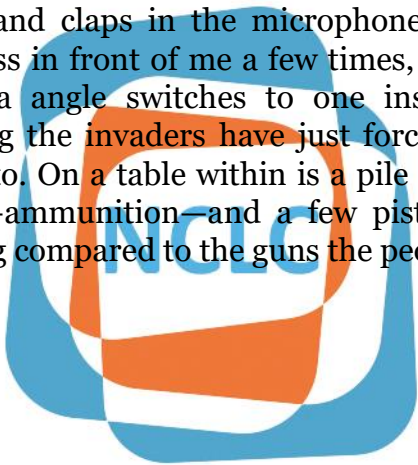 and claps in the microphone
ss in front of me a few times,
a angle switches to one ins
g the invaders have just forc
to. On a table within is a pile
-ammunition—and a few pist
g compared to the guns the pe
NCLC